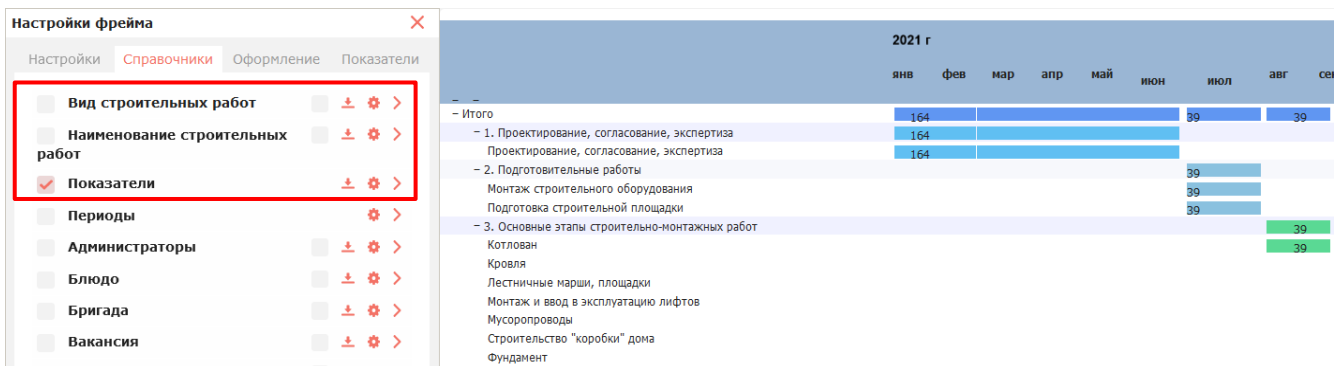 Настройки фрейма
Настройки Справочники Оформление Показатели
Вид строительных работ
Наименование строительных
работ
Показатели
Периоды
Администраторы
Блюдо
Бригада
Вакансия
2021 г
янв фев мар апр май июн июл авг сен
− Итого 164 39 39
− 1. Проектирование, согласование, экспертиза 164
Проектирование, согласование, экспертиза 164
− 2. Подготовительные работы 39
Монтаж строительного оборудования 39
Подготовка строительной площадки 39
− 3. Основные этапы строительно-монтажных работ 39
Котлован 39
Кровля
Лестничные марши, площадки
Монтаж и ввод в эксплуатацию лифтов
Мусоропроводы
Строительство "коробки" дома
Фундамент